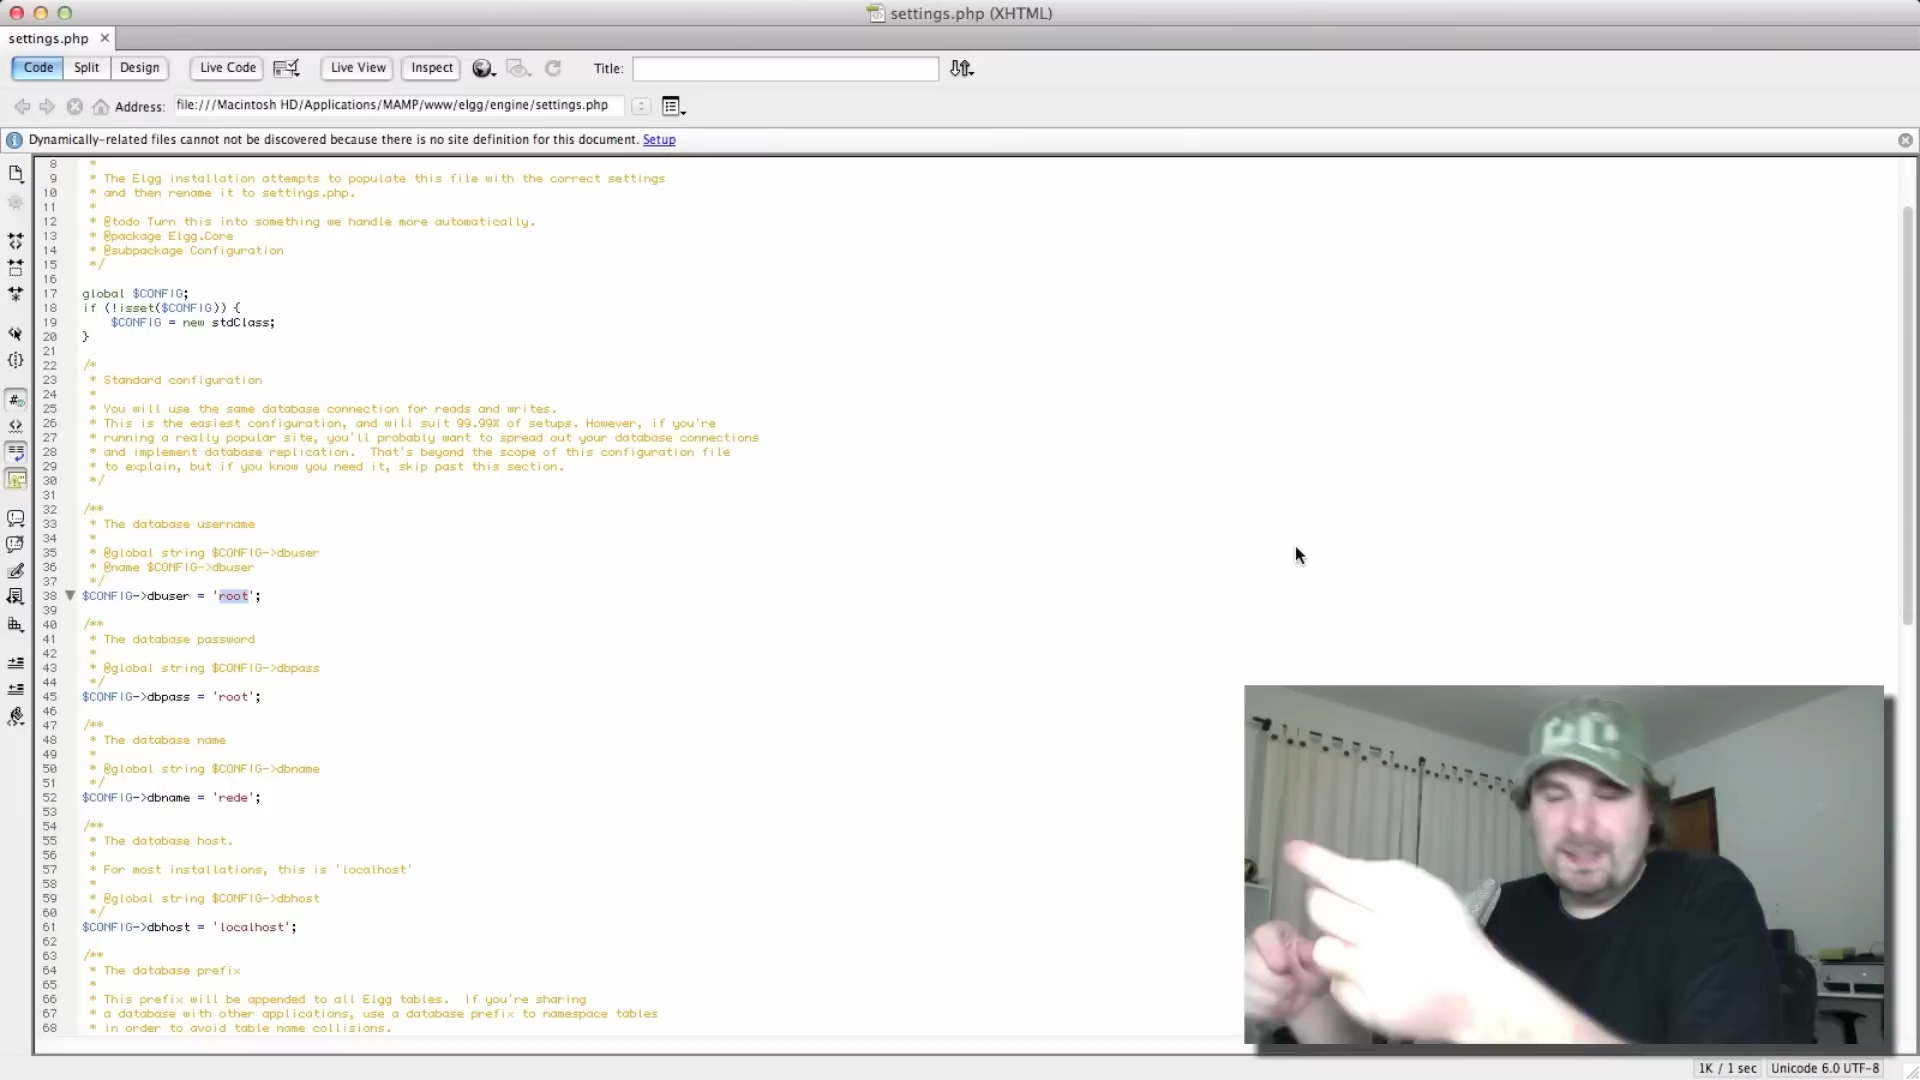 settings.php (XHTML)
settings.php
Code Split Design Live Code Live View Inspect Title:
Address: file:///Macintosh HD/Applications/MAMP/www/elgg/engine/settings.php
Dynamically-related files cannot not be discovered because there is no site definition for this document. Setup
8 *
9 * The Elgg installation attempts to populate this file with the correct settings
10 * and then rename it to settings.php.
11 *
12 * @todo Turn this into something we handle more automatically.
13 * @package Elgg.Core
14 * @subpackage Configuration
15 */
16
17 global $CONFIG;
18 if (!isset($CONFIG)) {
19 $CONFIG = new stdClass;
20 }
21
22 /*
23 * Standard configuration
24 *
25 * You will use the same database connection for reads and writes.
26 * This is the easiest configuration, and will suit 99.99% of setups. However, if you're
27 * running a really popular site, you'll probably want to spread out your database connections
28 * and implement database replication.  That's beyond the scope of this configuration file
29 * to explain, but if you know you need it, skip past this section.
30 */
31
32 /**
33 * The database username
34 *
35 * @global string $CONFIG->dbuser
36 * @name $CONFIG->dbuser
37 */
38 $CONFIG->dbuser = 'root';
39
40 /**
41 * The database password
42 *
43 * @global string $CONFIG->dbpass
44 */
45 $CONFIG->dbpass = 'root';
46
47 /**
48 * The database name
49 *
50 * @global string $CONFIG->dbname
51 */
52 $CONFIG->dbname = 'rede';
53
54 /**
55 * The database host.
56 *
57 * For most installations, this is 'localhost'
58 *
59 * @global string $CONFIG->dbhost
60 */
61 $CONFIG->dbhost = 'localhost';
62
63 /**
64 * The database prefix
65 *
66 * This prefix will be appended to all Elgg tables.  If you're sharing
67 * a database with other applications, use a database prefix to namespace tables
68 * in order to avoid table name collisions.
1K / 1 sec Unicode 6.0 UTF-8